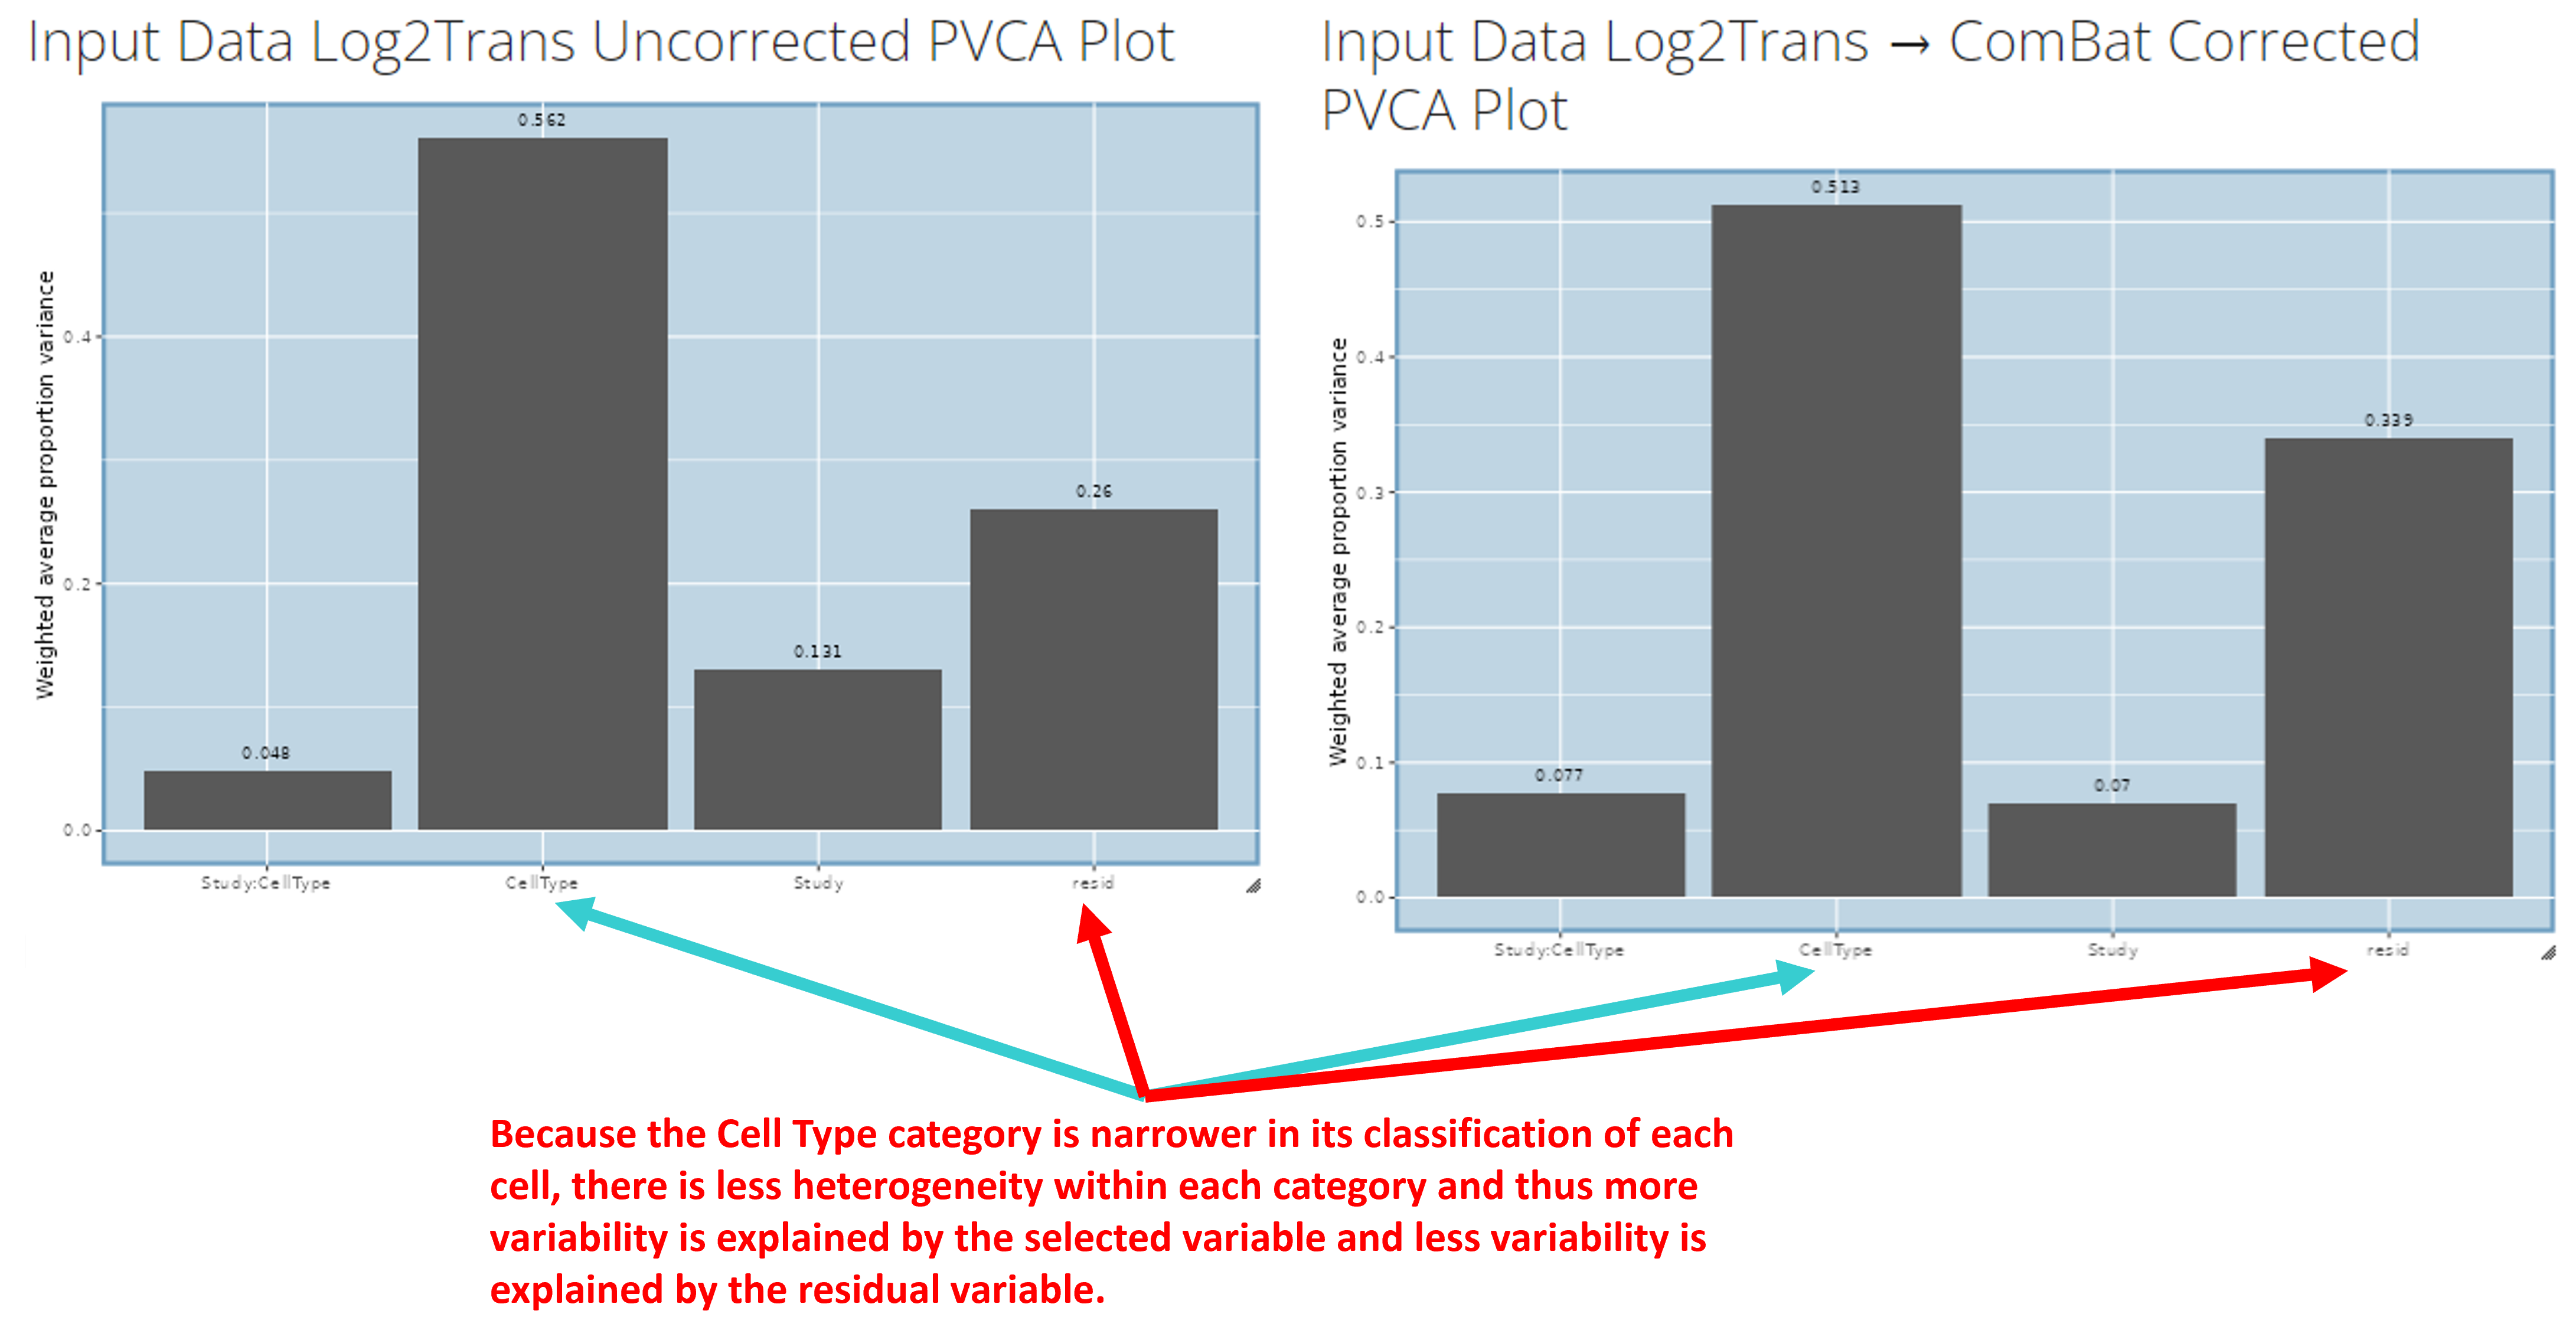 Input Data Log2Trans Uncorrected PVCA Plot
0.562
0.26
0.131
0.048
0.4
0.2
0.0
Weighted average proportion variance
Study:CellType
CellType
Study
resid
Input Data Log2Trans → ComBat Corrected
PVCA Plot
0.513
0.339
0.077
0.07
0.5
0.4
0.3
0.2
0.1
0.0
Weighted average proportion variance
Study:CellType
CellType
Study
resid
Because the Cell Type category is narrower in its classification of each
cell, there is less heterogeneity within each category and thus more
variability is explained by the selected variable and less variability is
explained by the residual variable.